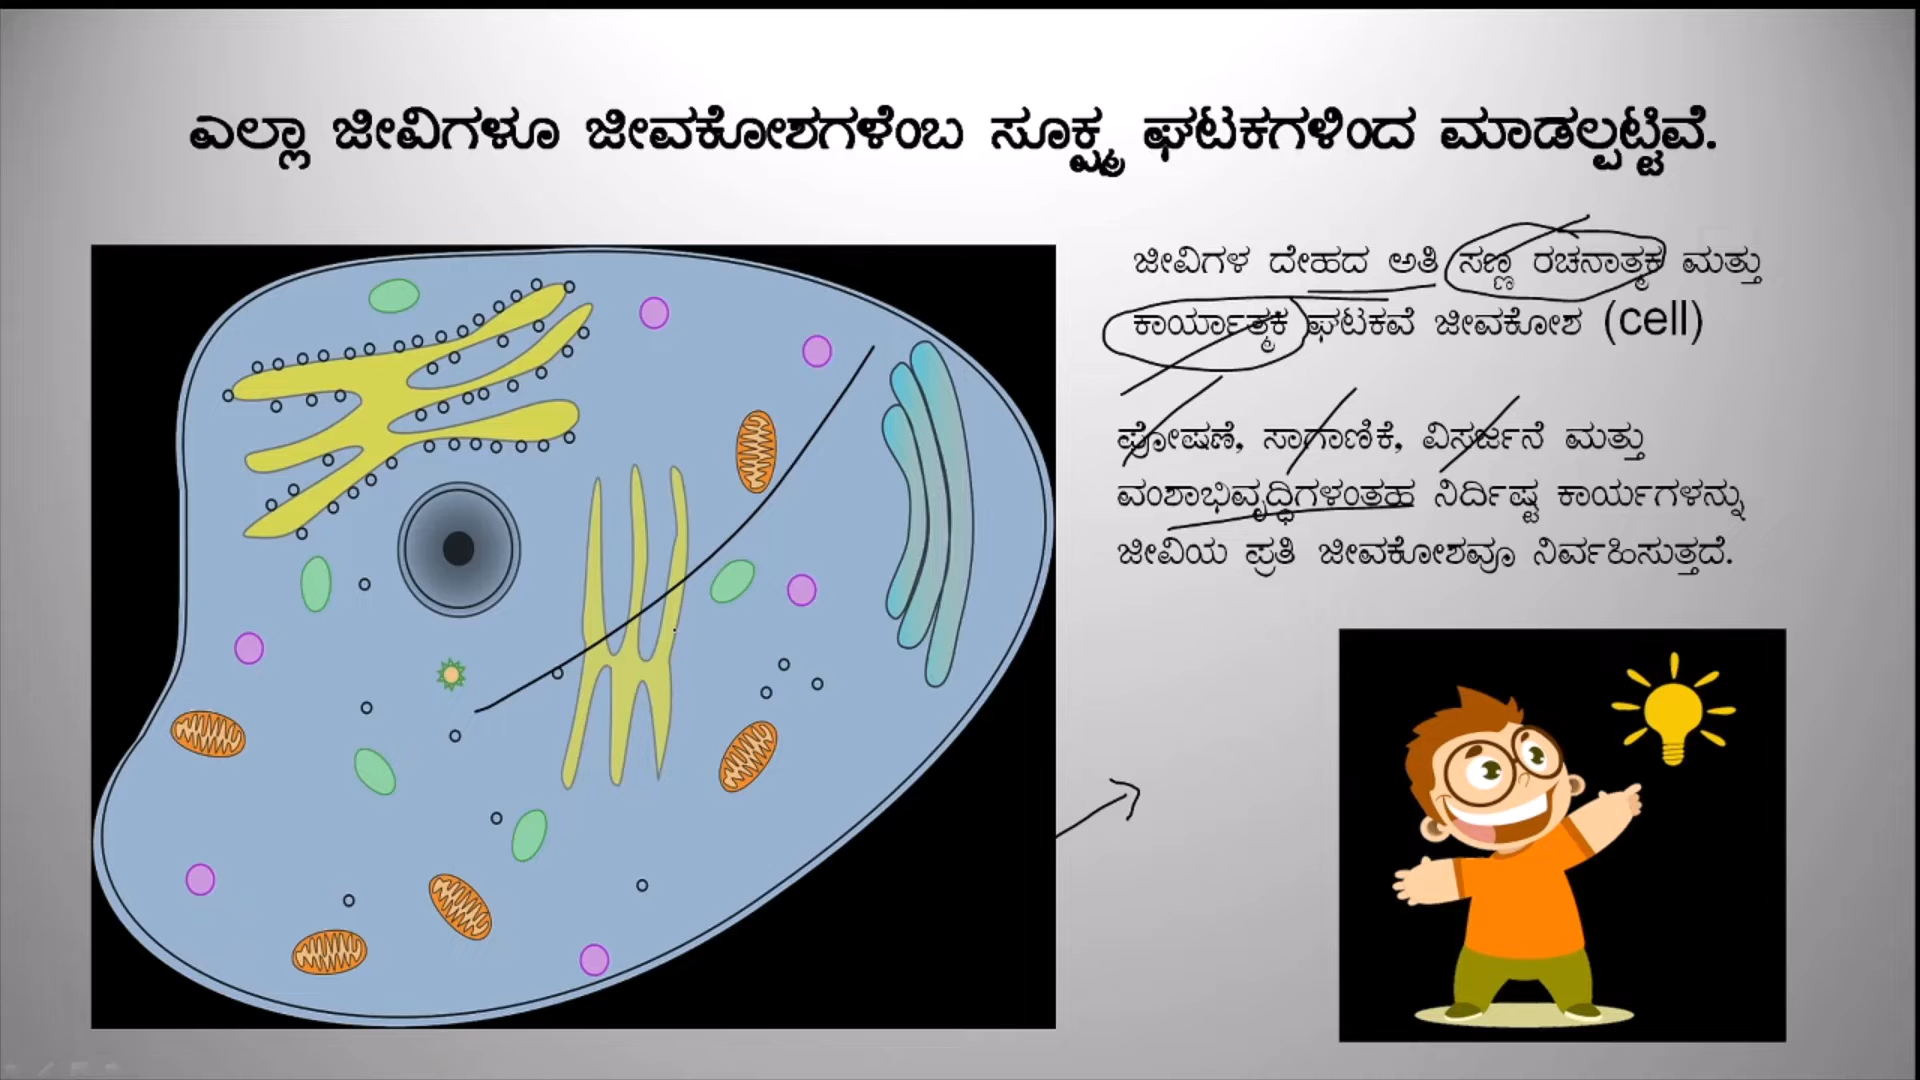 ಎಲ್ಲಾ ಜೀವಿಗಳೂ ಜೀವಕೋಶಗಳೆಂಬ ಸೂಕ್ಷ್ಮ ಘಟಕಗಳಿಂದ ಮಾಡಲ್ಪಟ್ಟಿವೆ.
ಜೀವಿಗಳ ದೇಹದ ಅತಿ ಸಣ್ಣ ರಚನಾತ್ಮಕ ಮತ್ತು
ಕಾರ್ಯಾತ್ಮಕ ಘಟಕವೆ ಜೀವಕೋಶ (cell)
ಪೋಷಣೆ, ಸಾಗಾಣಿಕೆ, ವಿಸರ್ಜನೆ ಮತ್ತು
ವಂಶಾಭಿವೃದ್ಧಿಗಳಂತಹ ನಿರ್ದಿಷ್ಟ ಕಾರ್ಯಗಳನ್ನು
ಜೀವಿಯ ಪ್ರತಿ ಜೀವಕೋಶವೂ ನಿರ್ವಹಿಸುತ್ತದೆ.